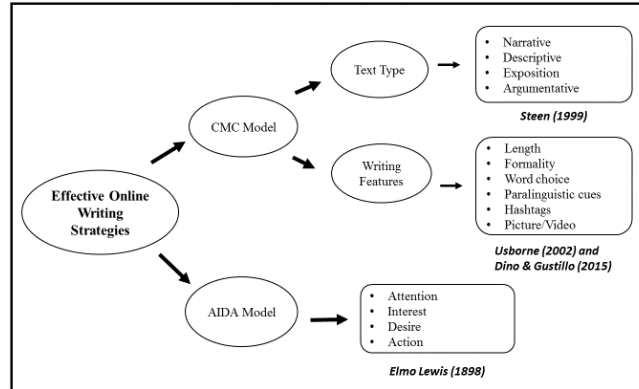 Text Type
Narrative
Descriptive
Exposition
Argumentative
Steen (1999)
CMC Model
Writing
Features
Length
Formality
Word choice
Paralinguistic cues
Hashtags
Picture/Video
Usborne (2002) and
Dino & Gustillo (2015)
Effective Online
Writing
Strategies
AIDA Model
Attention
Interest
Desire
Action
Elmo Lewis (1898)